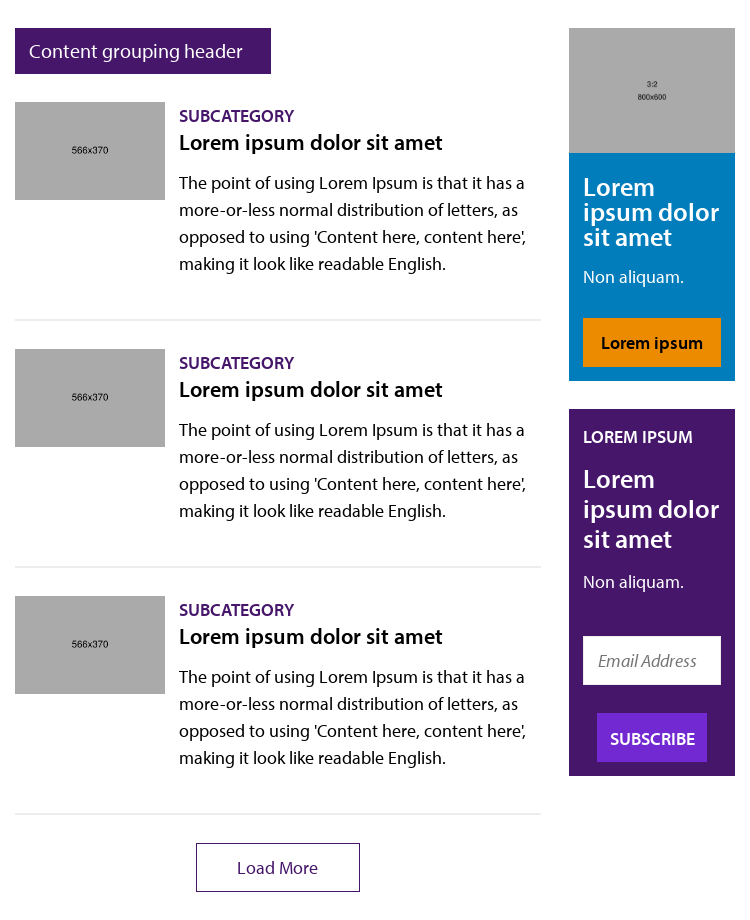 Content grouping header
566x370
SUBCATEGORY
Lorem ipsum dolor sit amet
The point of using Lorem Ipsum is that it has a
more-or-less normal distribution of letters, as
opposed to using 'Content here, content here',
making it look like readable English.
566x370
SUBCATEGORY
Lorem ipsum dolor sit amet
The point of using Lorem Ipsum is that it has a
more-or-less normal distribution of letters, as
opposed to using 'Content here, content here',
making it look like readable English.
566x370
SUBCATEGORY
Lorem ipsum dolor sit amet
The point of using Lorem Ipsum is that it has a
more-or-less normal distribution of letters, as
opposed to using 'Content here, content here',
making it look like readable English.
Load More
3:2
800x600
Lorem
ipsum dolor
sit amet
Non aliquam.
Lorem ipsum
LOREM IPSUM
Lorem
ipsum dolor
sit amet
Non aliquam.
Email Address
SUBSCRIBE